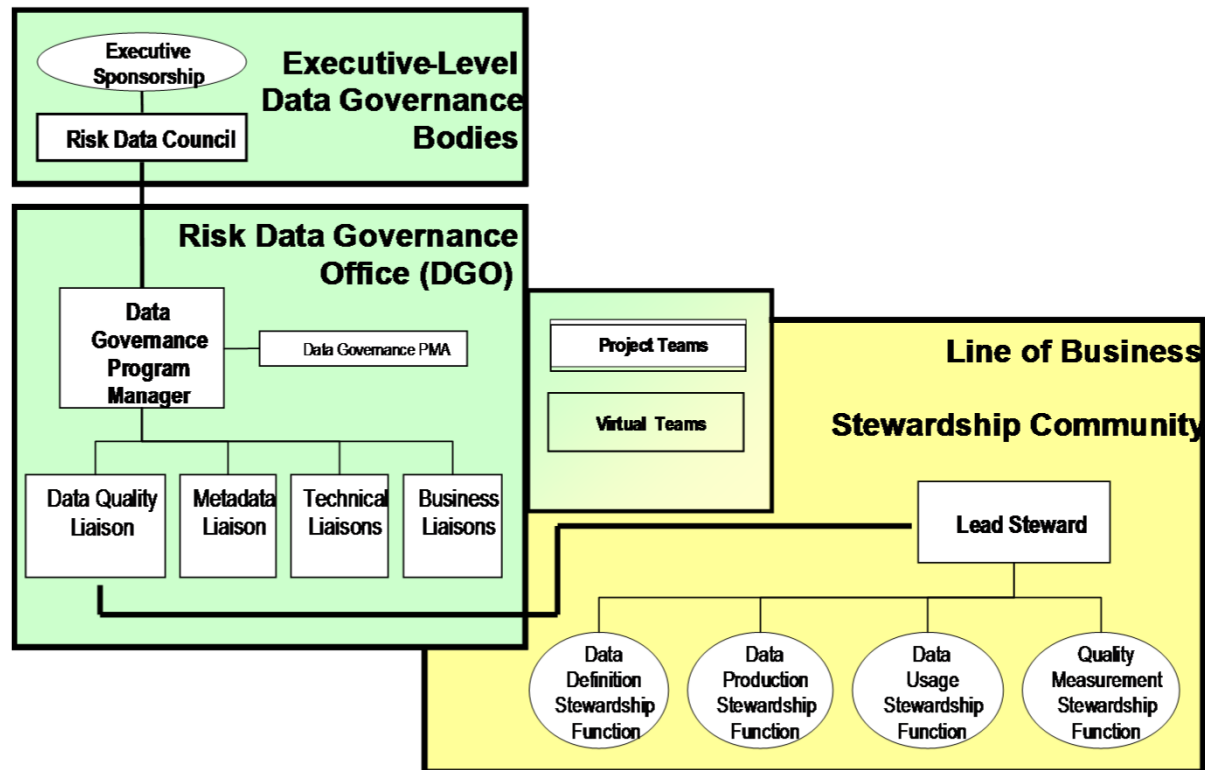 Executive
Sponsorship
Risk Data Council
Executive-Level
Data Governance
Bodies
Risk Data Governance
Office (DGO)
Data
Governance
Program
Manager
Data Governance PMA
Data Quality
Liaison
Metadata
Liaison
Technical
Liaisons
Business
Liaisons
Project Teams
Virtual Teams
Line of Business
Stewardship Community
Lead Steward
Data
Definition
Stewardship
Function
Data
Production
Stewardship
Function
Data
Usage
Stewardship
Function
Quality
Measurement
Stewardship
Function